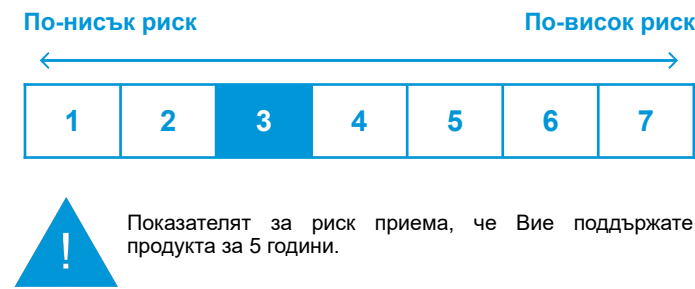 По-нисък риск По-висок риск
1 2 3 4 5 6 7
!
Показателят за риск приема, че Вие поддържате
продукта за 5 години.